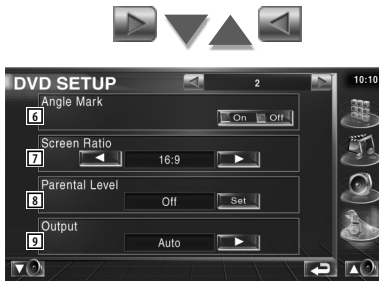 DVD SETUP 2 10:10
Angle Mark
6 On Off
Screen Ratio
7 16:9
Parental Level
8 Off Set
Output
9 Auto